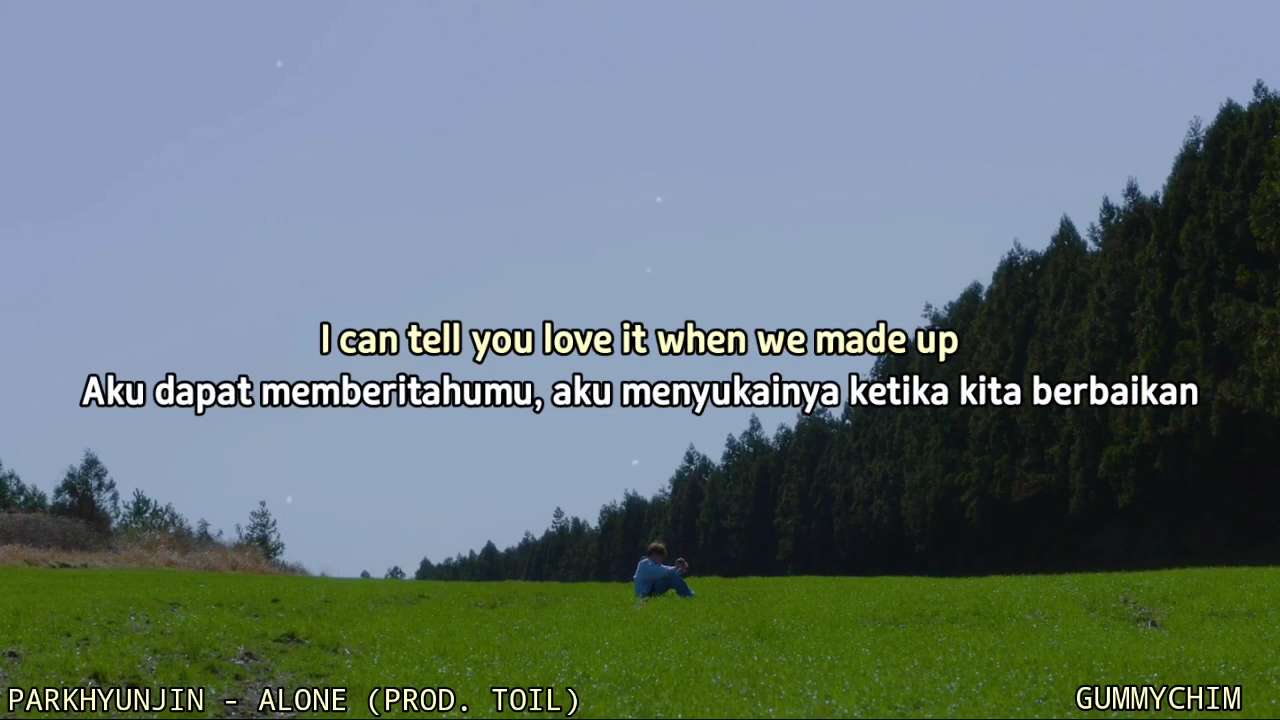 I can tell you love it when we made up
Aku dapat memberitahumu, aku menyukainya ketika kita berbaikan
PARKHYUNJIN - ALONE (PROD. TOIL)
GUMMYCHIM